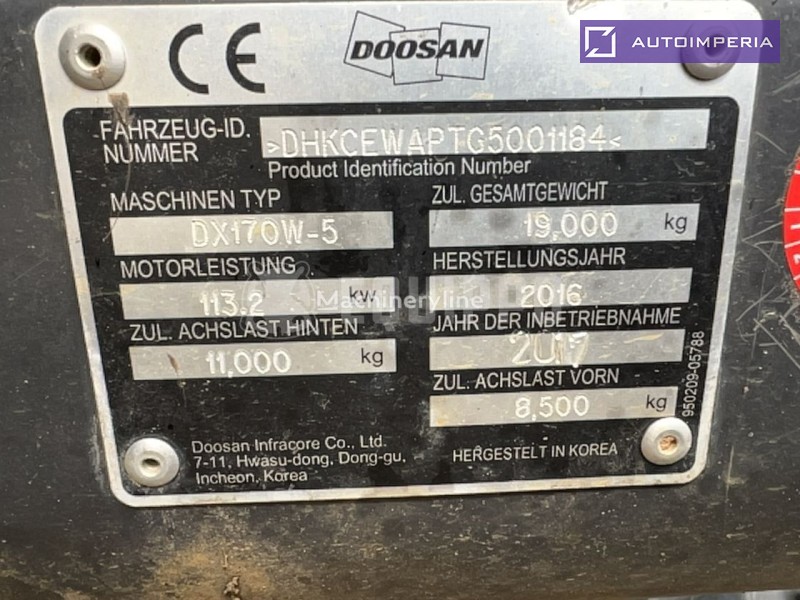 AUTOIMPERIA
CE
DOOSAN
FAHRZEUG-ID.
NUMMER
>DHKCEWAPTG5001184<
Product Identification Number
MASCHINEN TYP
DX170W-5
ZUL. GESAMTGEWICHT
19,000 kg
MOTORLEISTUNG
113.2 kw
HERSTELLUNGSJAHR
2016
Machineryline
ZUL. ACHSLAST HINTEN
11,000 kg
JAHR DER INBETRIEBNAHME
2017
ZUL. ACHSLAST VORN
8,500 kg
950209-05788
Doosan Infracore Co., Ltd.
7-11, Hwasu-dong, Dong-gu,
Incheon, Korea
HERGESTELLT IN KOREA